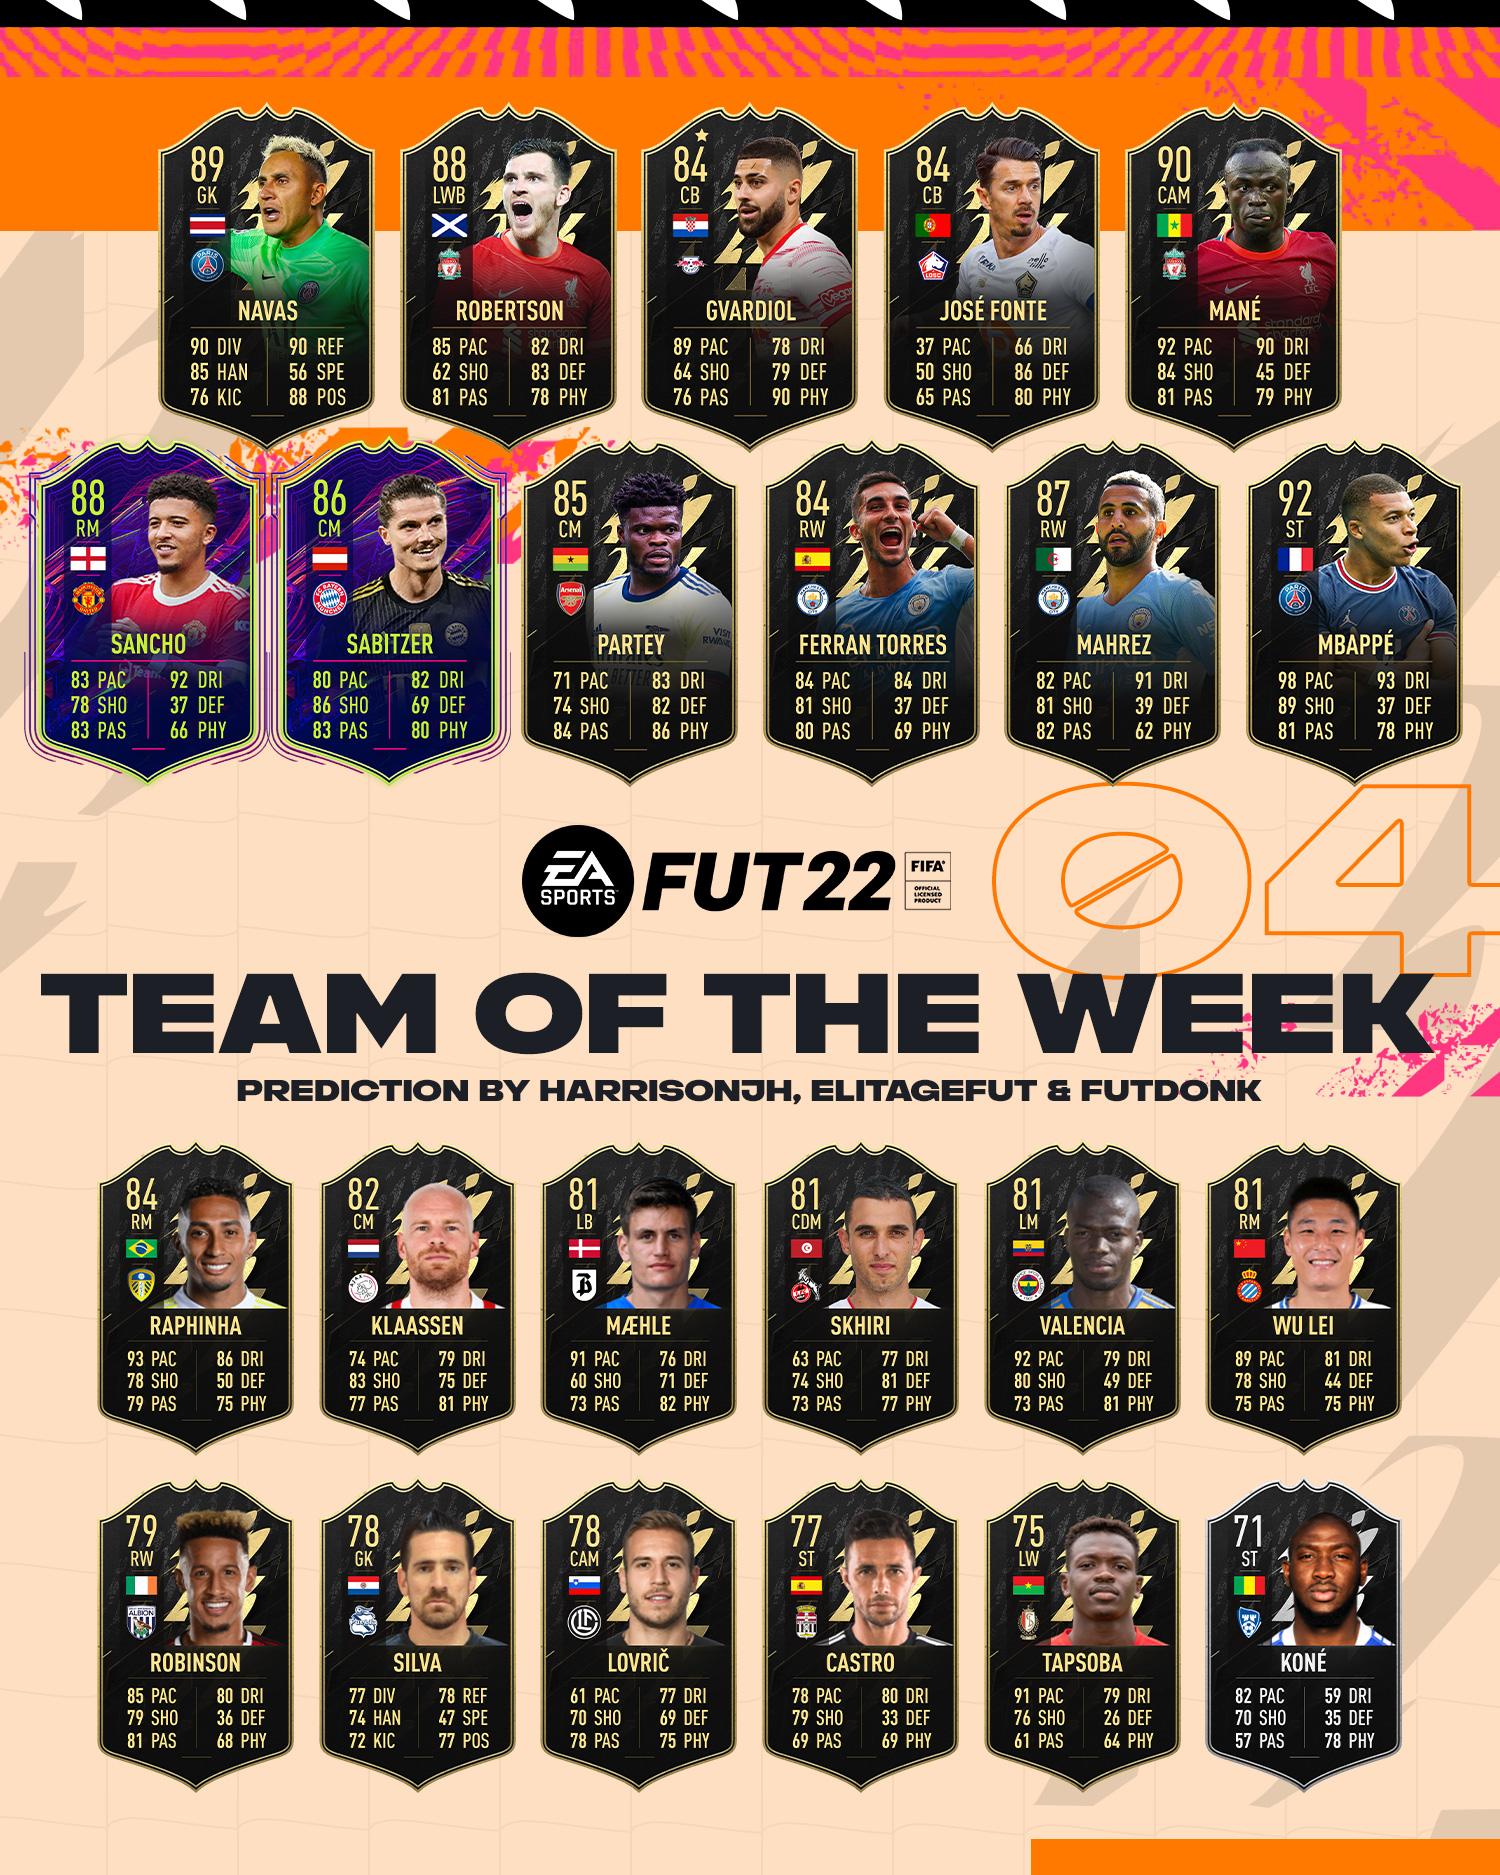 89
GK
NAVAS
90 DIV 90 REF
85 HAN 56 SPE
76 KIC 88 POS
88
LWB
ROBERTSON
85 PAC 82 DRI
62 SHO 83 DEF
81 PAS 78 PHY
84
CB
GVARDIOL
89 PAC 78 DRI
64 SHO 79 DEF
76 PAS 90 PHY
84
CB
JOSÉ FONTE
37 PAC 66 DRI
50 SHO 86 DEF
65 PAS 80 PHY
90
CAM
MANÉ
92 PAC 90 DRI
84 SHO 45 DEF
81 PAS 79 PHY
88
RM
SANCHO
83 PAC 92 DRI
78 SHO 37 DEF
83 PAS 66 PHY
86
CM
SABITZER
80 PAC 82 DRI
86 SHO 69 DEF
83 PAS 80 PHY
85
CM
PARTEY
71 PAC 83 DRI
74 SHO 82 DEF
84 PAS 86 PHY
84
RW
FERRAN TORRES
84 PAC 84 DRI
81 SHO 37 DEF
80 PAS 69 PHY
87
RW
MAHREZ
82 PAC 91 DRI
81 SHO 39 DEF
82 PAS 62 PHY
92
ST
MBAPPÉ
98 PAC 93 DRI
89 SHO 37 DEF
81 PAS 78 PHY
EA SPORTS FUT 22 FIFA
OFFICIAL LICENSED PRODUCT
04
TEAM OF THE WEEK
PREDICTION BY HARRISONJH, ELITAGEFUT & FUTDONK
84
RM
RAPHINHA
93 PAC 86 DRI
78 SHO 50 DEF
79 PAS 75 PHY
82
CM
KLAASSEN
74 PAC 79 DRI
83 SHO 75 DEF
77 PAS 81 PHY
81
LB
MÆHLE
91 PAC 76 DRI
60 SHO 71 DEF
73 PAS 82 PHY
81
CDM
SKHIRI
63 PAC 77 DRI
74 SHO 81 DEF
73 PAS 77 PHY
81
LM
VALENCIA
92 PAC 79 DRI
80 SHO 49 DEF
73 PAS 81 PHY
81
RM
WU LEI
89 PAC 81 DRI
78 SHO 44 DEF
75 PAS 75 PHY
79
RW
ROBINSON
85 PAC 80 DRI
79 SHO 36 DEF
81 PAS 68 PHY
78
GK
SILVA
77 DIV 78 REF
74 HAN 47 SPE
72 KIC 77 POS
78
CAM
LOVRIČ
61 PAC 77 DRI
70 SHO 69 DEF
78 PAS 75 PHY
77
ST
CASTRO
78 PAC 80 DRI
79 SHO 33 DEF
69 PAS 69 PHY
75
LW
TAPSOBA
91 PAC 79 DRI
76 SHO 26 DEF
61 PAS 64 PHY
71
ST
KONÉ
82 PAC 59 DRI
70 SHO 35 DEF
57 PAS 78 PHY